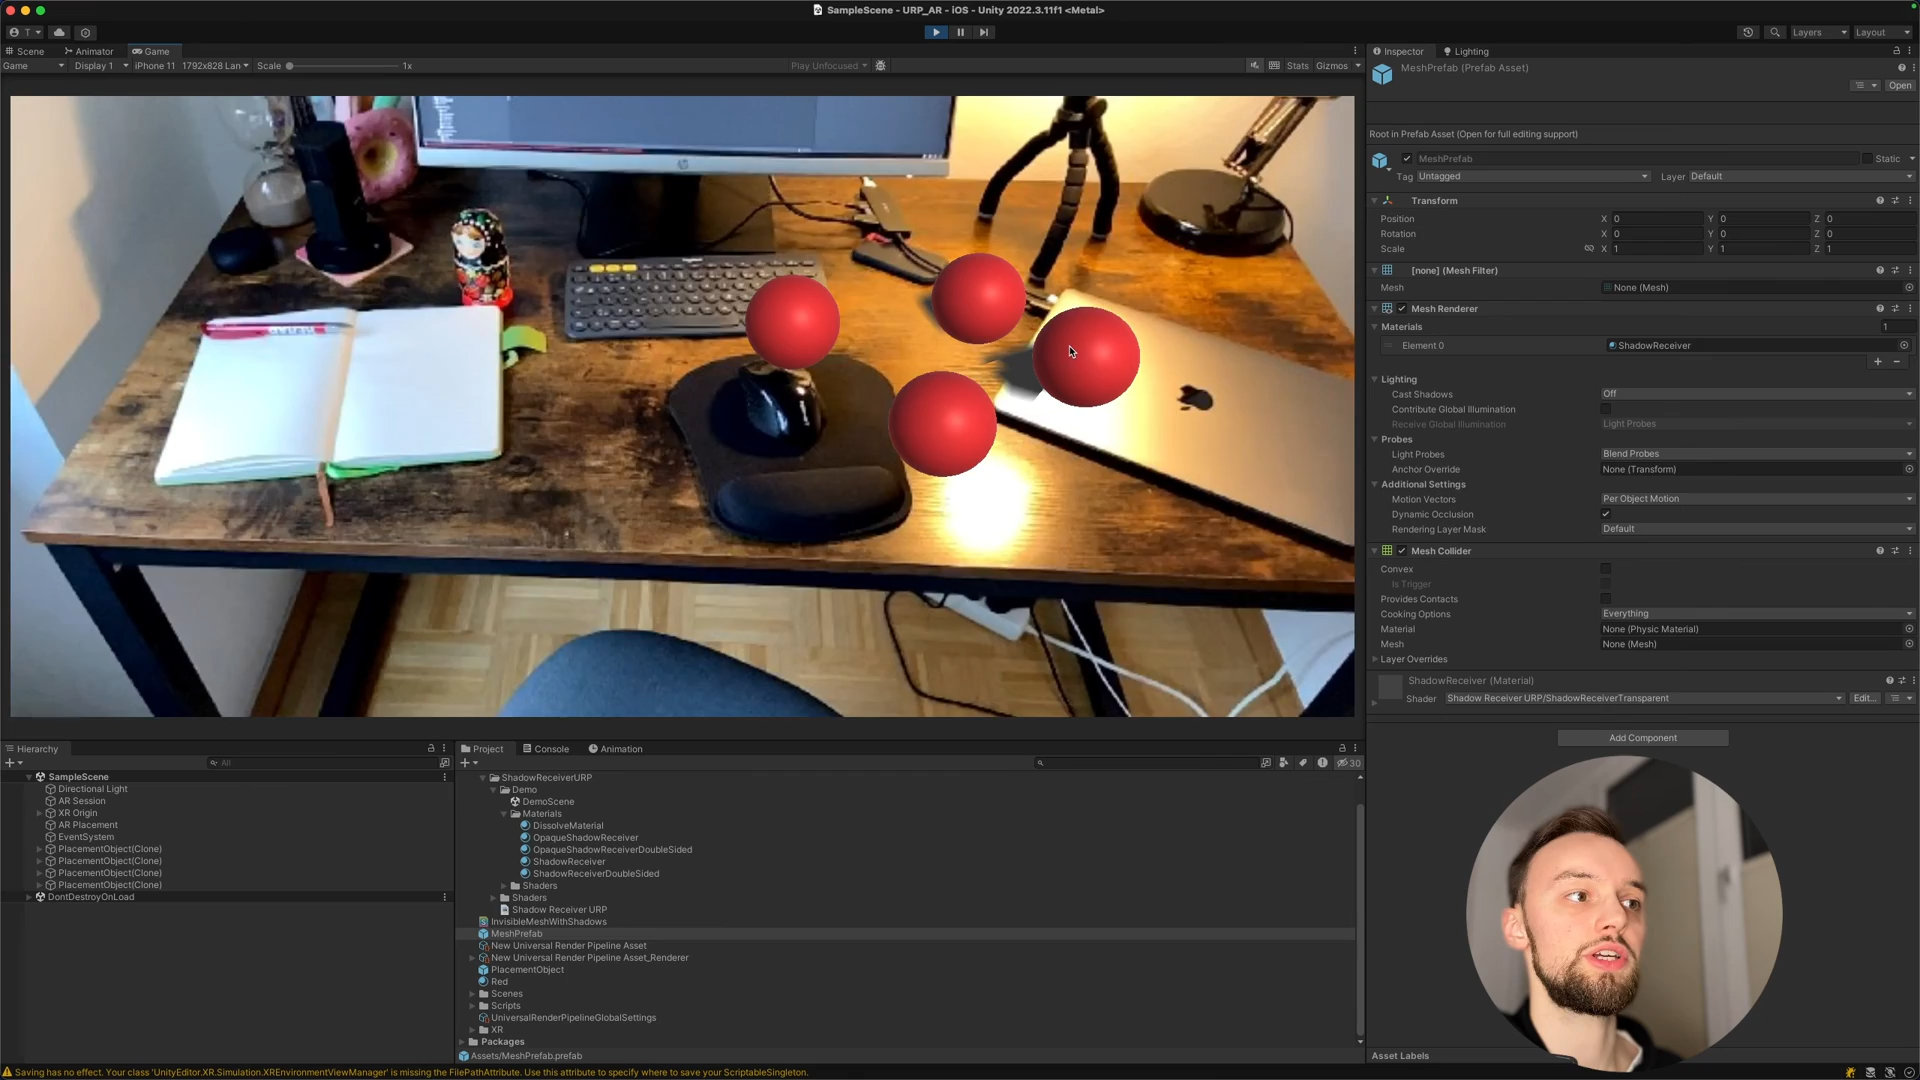 SampleScene - URP_AR - iOS - Unity 2022.3.11f1 <Metal>
T
Layers
Layout
Scene
Animator
Game
Game
Display 1
iPhone 11 1792x828 Lan
Scale
1x
Play Unfocused
Stats
Gizmos
Hierarchy
All
SampleScene
Directional Light
AR Session
XR Origin
AR Placement
EventSystem
PlacementObject(Clone)
PlacementObject(Clone)
PlacementObject(Clone)
PlacementObject(Clone)
DontDestroyOnLoad
Project
Console
Animation
30
ShadowReceiverURP
Demo
DemoScene
Materials
DissolveMaterial
OpaqueShadowReceiver
OpaqueShadowReceiverDoubleSided
ShadowReceiver
ShadowReceiverDoubleSided
Shaders
Shaders
Shadow Receiver URP
InvisibleMeshWithShadows
MeshPrefab
New Universal Render Pipeline Asset
New Universal Render Pipeline Asset_Renderer
PlacementObject
Red
Scenes
Scripts
UniversalRenderPipelineGlobalSettings
XR
Packages
Assets/MeshPrefab.prefab
Inspector
Lighting
MeshPrefab (Prefab Asset)
Open
Root in Prefab Asset (Open for full editing support)
MeshPrefab
Static
Tag Untagged
Layer Default
Transform
Position X 0 Y 0 Z 0
Rotation X 0 Y 0 Z 0
Scale X 1 Y 1 Z 1
[none] (Mesh Filter)
Mesh None (Mesh)
Mesh Renderer
Materials 1
Element 0 ShadowReceiver
Lighting
Cast Shadows Off
Contribute Global Illumination
Receive Global Illumination Light Probes
Probes
Light Probes Blend Probes
Anchor Override None (Transform)
Additional Settings
Motion Vectors Per Object Motion
Dynamic Occlusion
Rendering Layer Mask Default
Mesh Collider
Convex
Is Trigger
Provides Contacts
Cooking Options Everything
Material None (Physic Material)
Mesh None (Mesh)
Layer Overrides
ShadowReceiver (Material)
Shader Shadow Receiver URP/ShadowReceiverTransparent Edit...
Add Component
Asset Labels
Saving has no effect. Your class 'UnityEditor.XR.Simulation.XREnvironmentViewManager' is missing the FilePathAttribute. Use this attribute to specify where to save your ScriptableSingleton.